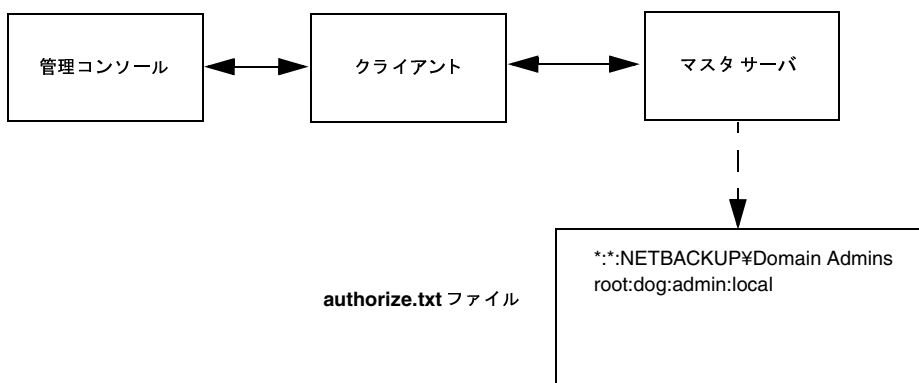 管理コンソール
クライアント
マスタ サーバ
*:*:NETBACKUP¥Domain Admins
root:dog:admin:local
authorize.txt ファイル